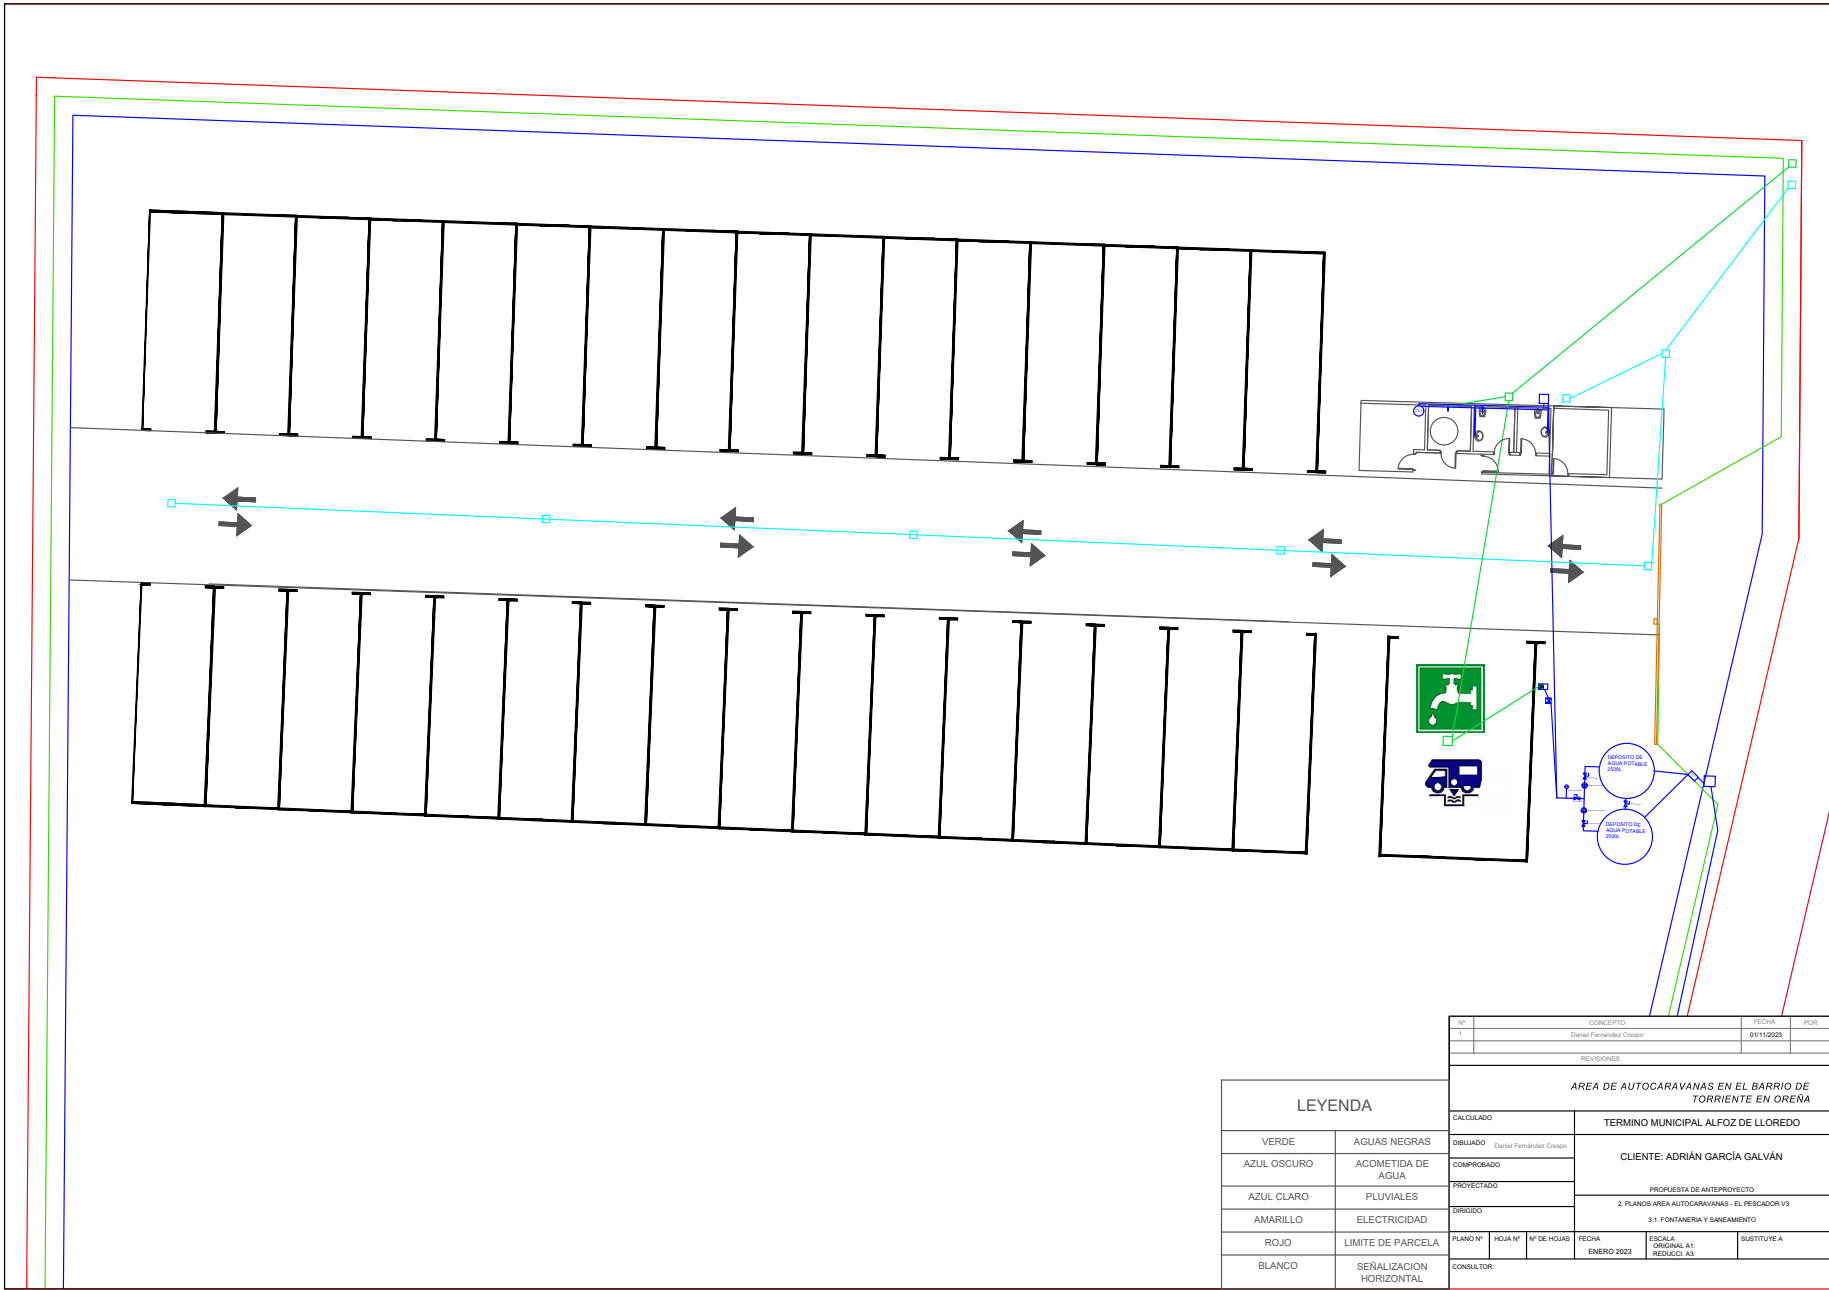 DEPOSITO DE
AGUA POTABLE
2500L
DEPOSITO DE
AGUA POTABLE
2500L
Nº CONCEPTO FECHA POR
1 Daniel Fernández Crespo 01/11/2023
REVISIONES
AREA DE AUTOCARAVANAS EN EL BARRIO DE
TORRIENTE EN OREÑA
CALCULADO
TERMINO MUNICIPAL ALFOZ DE LLOREDO
DIBUJADO Daniel Fernández Crespo
CLIENTE: ADRIÁN GARCÍA GALVÁN
COMPROBADO
PROYECTADO
PROPUESTA DE ANTEPROYECTO
2. PLANOS AREA AUTOCARAVANAS - EL PESCADOR V3
DIRIGIDO
3.1. FONTANERIA Y SANEAMIENTO
PLANO Nº HOJA Nº Nº DE HOJAS FECHA
ENERO 2023
ESCALA
ORIGINAL A1:
REDUCCI. A3:
SUSTITUYE A
CONSULTOR:
LEYENDA
VERDE AGUAS NEGRAS
AZUL OSCURO ACOMETIDA DE
AGUA
AZUL CLARO PLUVIALES
AMARILLO ELECTRICIDAD
ROJO LIMITE DE PARCELA
BLANCO SEÑALIZACION
HORIZONTAL